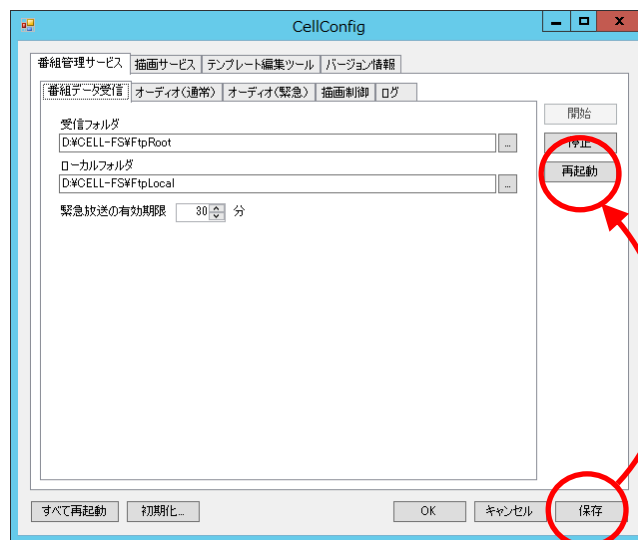 CellConfig
番組管理サービス 描画サービス テンプレート編集ツール バージョン情報
番組データ受信 オーディオ(通常) オーディオ(緊急) 描画制御 ログ
開始
受信フォルダ
D:¥CELL-FS¥FtpRoot ...
停止
ローカルフォルダ
再起動
D:¥CELL-FS¥FtpLocal ...
緊急放送の有効期限 30 分
すべて再起動 初期化... OK キャンセル 保存